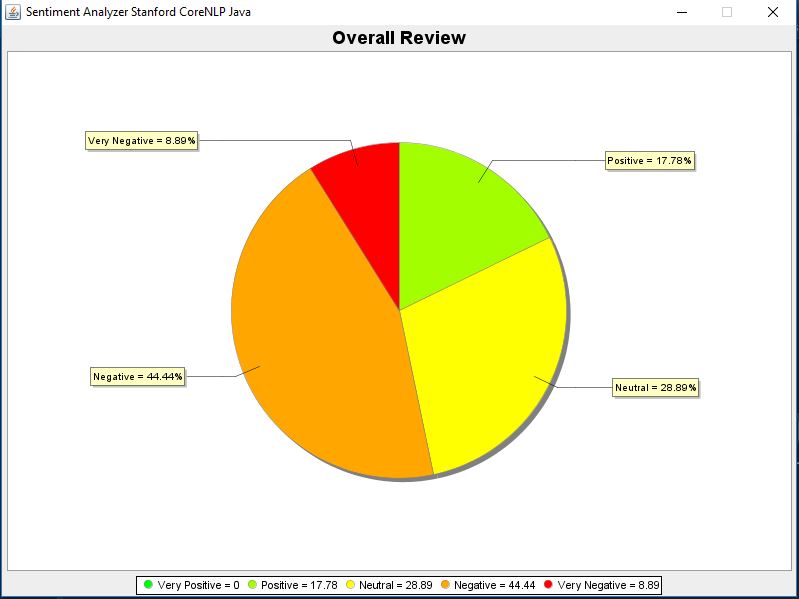 Sentiment Analyzer Stanford CoreNLP Java
Overall Review
Very Negative = 8.89%
Positive = 17.78%
Negative = 44.44%
Neutral = 28.89%
Very Positive = 0 Positive = 17.78 Neutral = 28.89 Negative = 44.44 Very Negative = 8.89